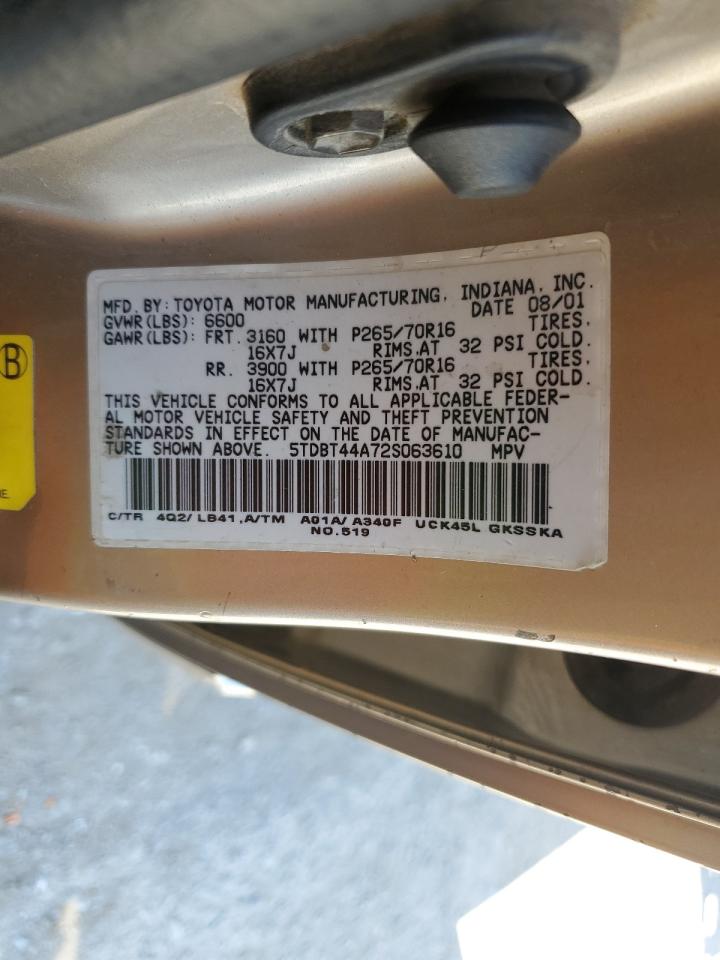 MFD. BY: TOYOTA MOTOR MANUFACTURING, INDIANA, INC.
GVWR(LBS): 6600 DATE 08/01
GAWR(LBS): FRT. 3160 WITH P265/70R16 TIRES,
16X7J RIMS,AT 32 PSI COLD.
RR. 3900 WITH P265/70R16 TIRES,
16X7J RIMS,AT 32 PSI COLD.
THIS VEHICLE CONFORMS TO ALL APPLICABLE FEDER-
AL MOTOR VEHICLE SAFETY AND THEFT PREVENTION
STANDARDS IN EFFECT ON THE DATE OF MANUFAC-
TURE SHOWN ABOVE. 5TDBT44A72S063610 MPV
C/TR 4Q2/ LB41,A/TM A01A/ A340F UCK45L GKSSKA
NO.519
B